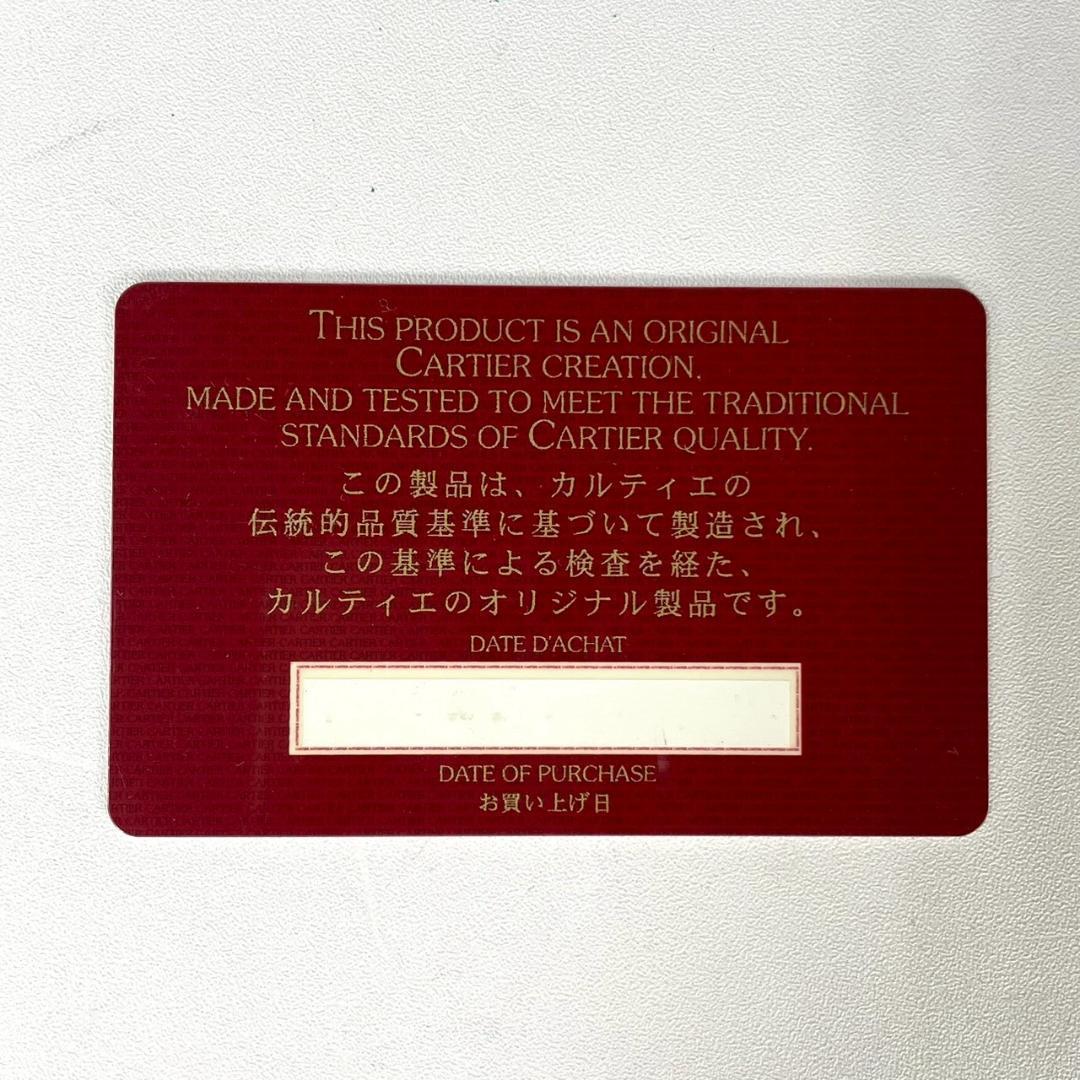 THIS PRODUCT IS AN ORIGINAL
CARTIER CREATION.
MADE AND TESTED TO MEET THE TRADITIONAL
STANDARDS OF CARTIER QUALITY.
この製品は、カルティエの
伝統的品質基準に基づいて製造され、
この基準による検査を経た、
カルティエのオリジナル製品です。
DATE D'ACHAT
DATE OF PURCHASE
お買い上げ日